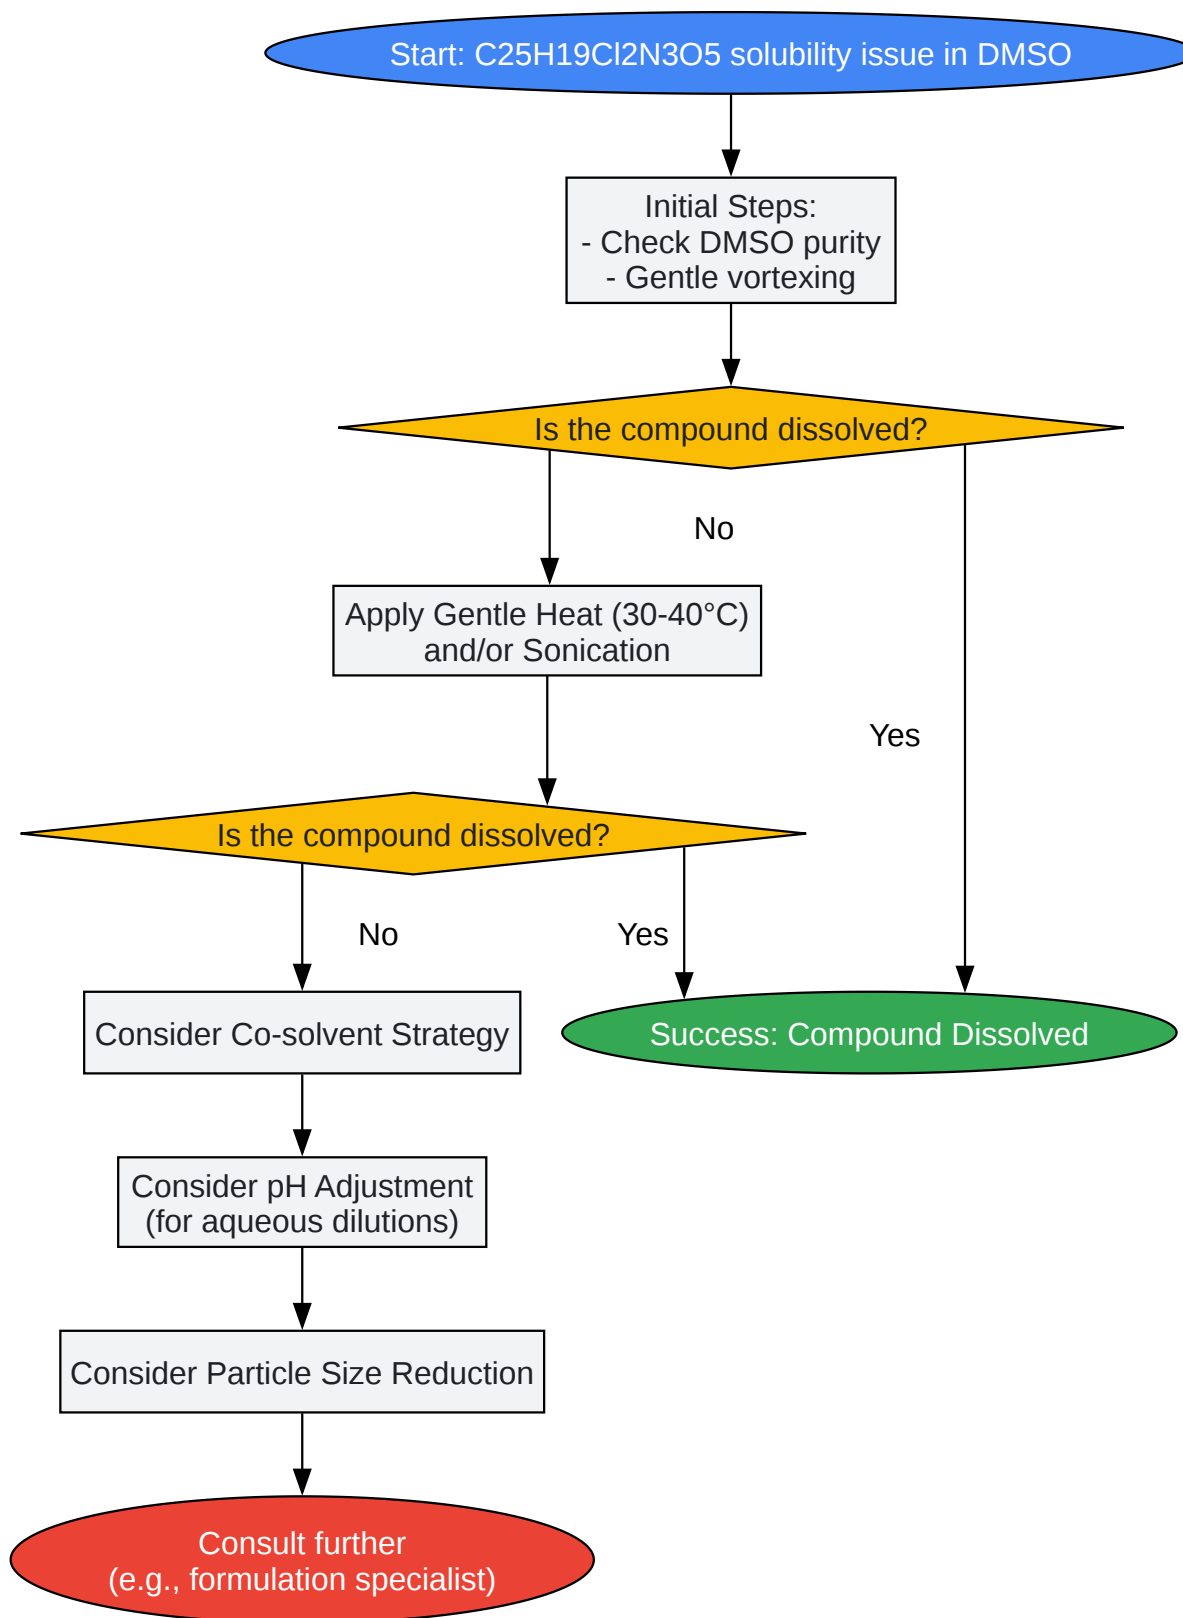 Start: C25H19Cl2N3O5 solubility issue in DMSO
Initial Steps:
- Check DMSO purity
- Gentle vortexing
Is the compound dissolved?
No
Apply Gentle Heat (30-40°C)
and/or Sonication
Yes
Is the compound dissolved?
No
Yes
Consider Co-solvent Strategy
Success: Compound Dissolved
Consider pH Adjustment
(for aqueous dilutions)
Consider Particle Size Reduction
Consult further
(e.g., formulation specialist)